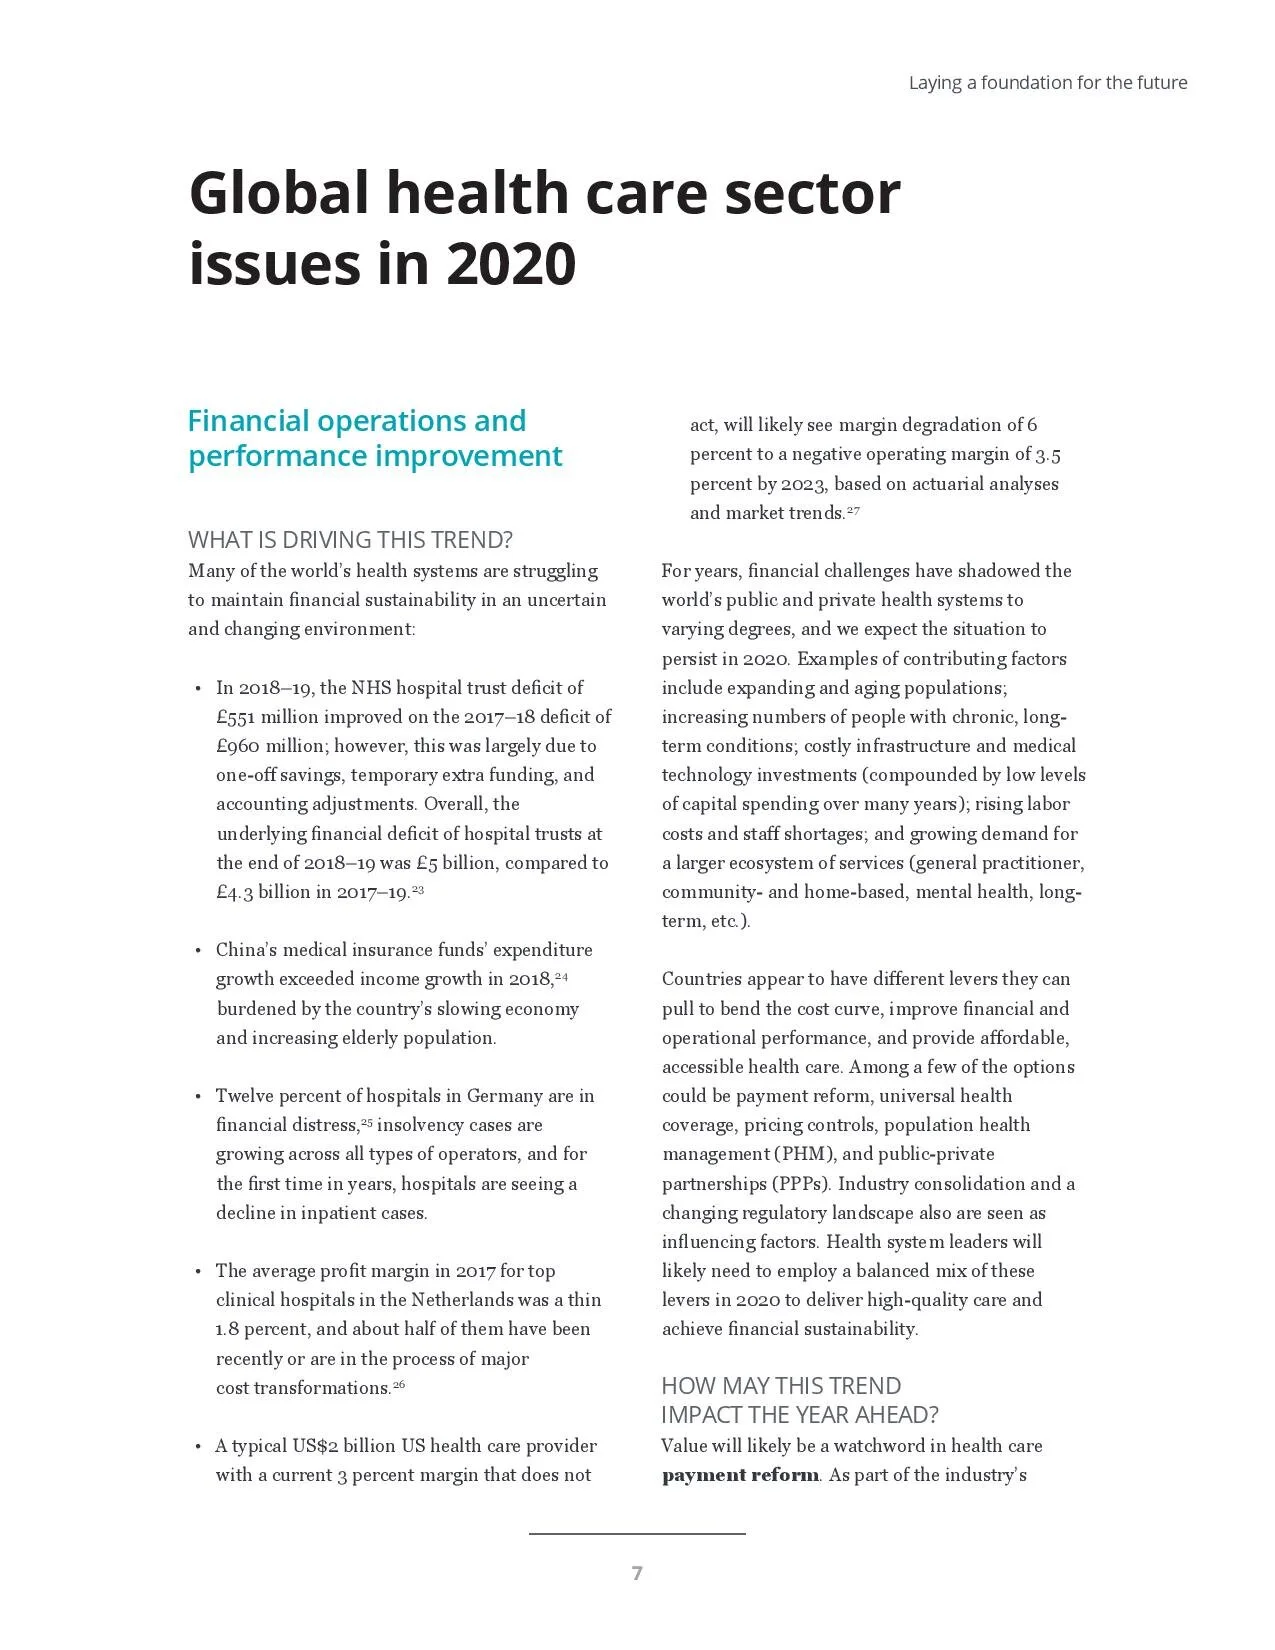 Laying a foundation for the future
Global health care sector
issues in 2020
Financial operations and
performance improvement
WHAT IS DRIVING THIS TREND?
Many of the world’s health systems are struggling
to maintain financial sustainability in an uncertain
and changing environment:
• In 2018–19, the NHS hospital trust deficit of
£551 million improved on the 2017–18 deficit of
£960 million; however, this was largely due to
one-off savings, temporary extra funding, and
accounting adjustments. Overall, the
underlying financial deficit of hospital trusts at
the end of 2018–19 was £5 billion, compared to
£4.3 billion in 2017–19.23
• China’s medical insurance funds’ expenditure
growth exceeded income growth in 2018,24
burdened by the country’s slowing economy
and increasing elderly population.
• Twelve percent of hospitals in Germany are in
financial distress,25 insolvency cases are
growing across all types of operators, and for
the first time in years, hospitals are seeing a
decline in inpatient cases.
• The average profit margin in 2017 for top
clinical hospitals in the Netherlands was a thin
1.8 percent, and about half of them have been
recently or are in the process of major
cost transformations.26
• A typical US$2 billion US health care provider
with a current 3 percent margin that does not
act, will likely see margin degradation of 6
percent to a negative operating margin of 3.5
percent by 2023, based on actuarial analyses
and market trends.27
For years, financial challenges have shadowed the
world’s public and private health systems to
varying degrees, and we expect the situation to
persist in 2020. Examples of contributing factors
include expanding and aging populations;
increasing numbers of people with chronic, long-
term conditions; costly infrastructure and medical
technology investments (compounded by low levels
of capital spending over many years); rising labor
costs and staff shortages; and growing demand for
a larger ecosystem of services (general practitioner,
community- and home-based, mental health, long-
term, etc.).
Countries appear to have different levers they can
pull to bend the cost curve, improve financial and
operational performance, and provide affordable,
accessible health care. Among a few of the options
could be payment reform, universal health
coverage, pricing controls, population health
management (PHM), and public-private
partnerships (PPPs). Industry consolidation and a
changing regulatory landscape also are seen as
influencing factors. Health system leaders will
likely need to employ a balanced mix of these
levers in 2020 to deliver high-quality care and
achieve financial sustainability.
HOW MAY THIS TREND
IMPACT THE YEAR AHEAD?
Value will likely be a watchword in health care
payment reform. As part of the industry’s
7